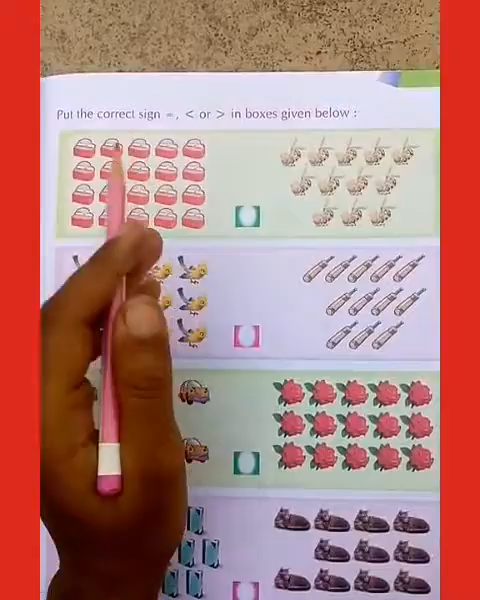 Put the correct sign =, < or > in boxes given below :